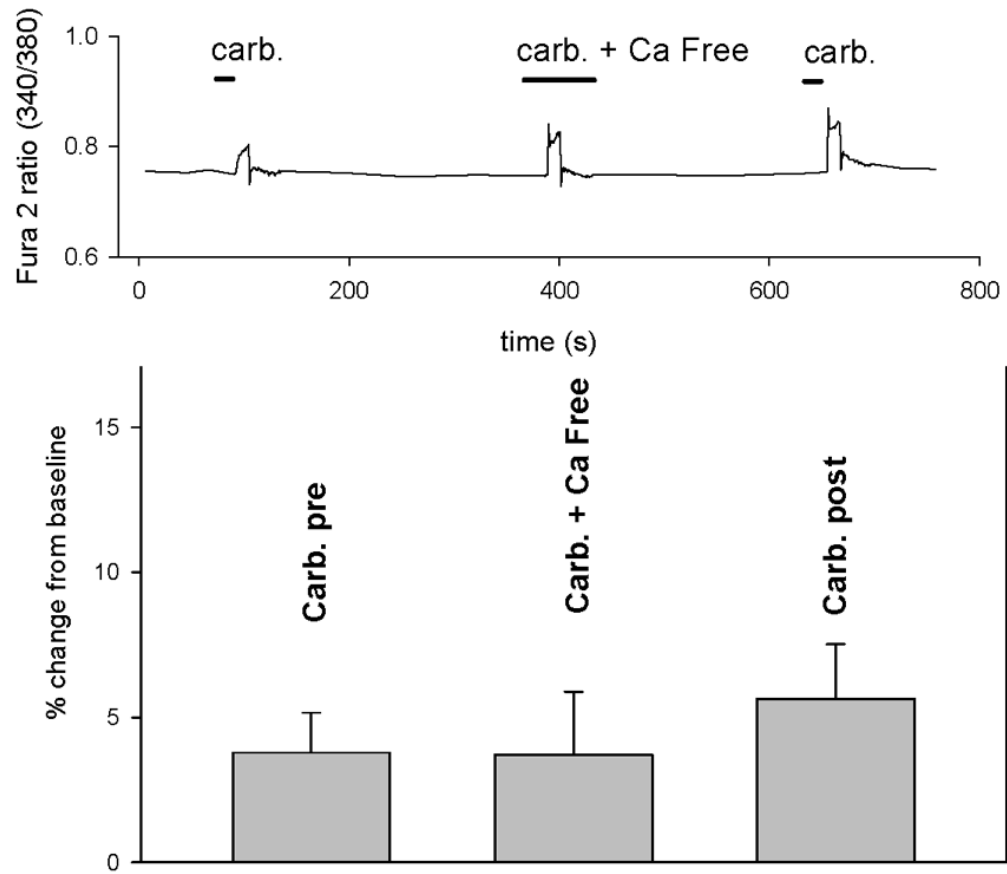 1.0
0.8
0.6
Fura 2 ratio (340/380)
carb.
carb. + Ca Free
carb.
0
200
400
600
800
time (s)
15
10
5
0
% change from baseline
Carb. pre
Carb. + Ca Free
Carb. post